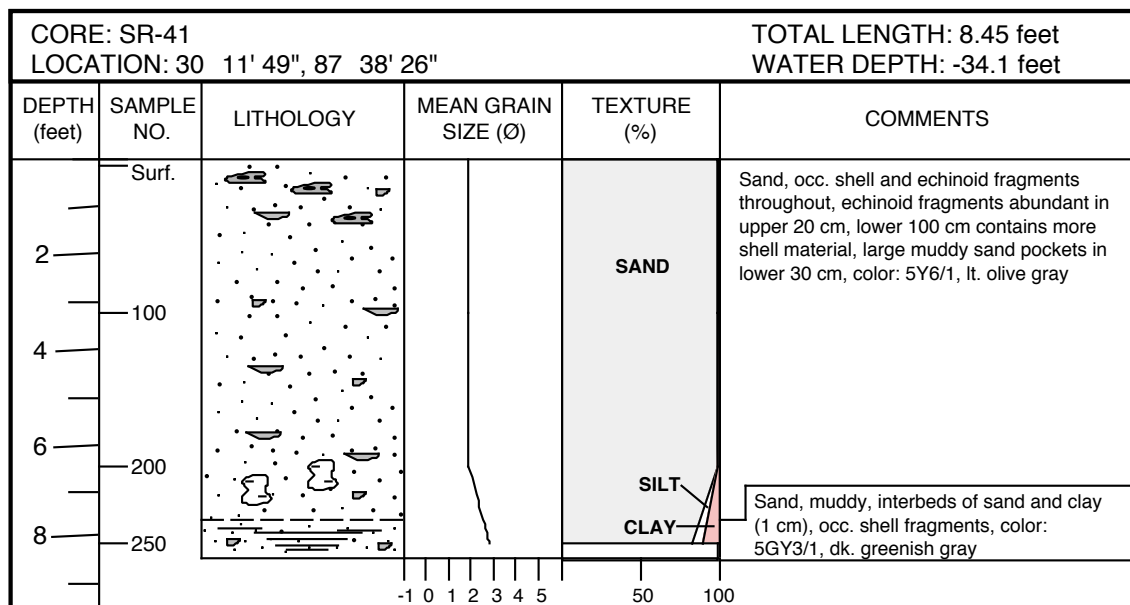 CORE: SR-41
TOTAL LENGTH: 8.45 feet
LOCATION: 30 11' 49", 87 38' 26"
WATER DEPTH: -34.1 feet
DEPTH (feet)
SAMPLE NO.
LITHOLOGY
MEAN GRAIN SIZE (Ø)
TEXTURE (%)
COMMENTS
Surf.
2
100
4
6
200
8
250
-1 0 1 2 3 4 5
SAND
SILT
CLAY
50 100
Sand, occ. shell and echinoid fragments
throughout, echinoid fragments abundant in
upper 20 cm, lower 100 cm contains more
shell material, large muddy sand pockets in
lower 30 cm, color: 5Y6/1, lt. olive gray
Sand, muddy, interbeds of sand and clay
(1 cm), occ. shell fragments, color:
5GY3/1, dk. greenish gray